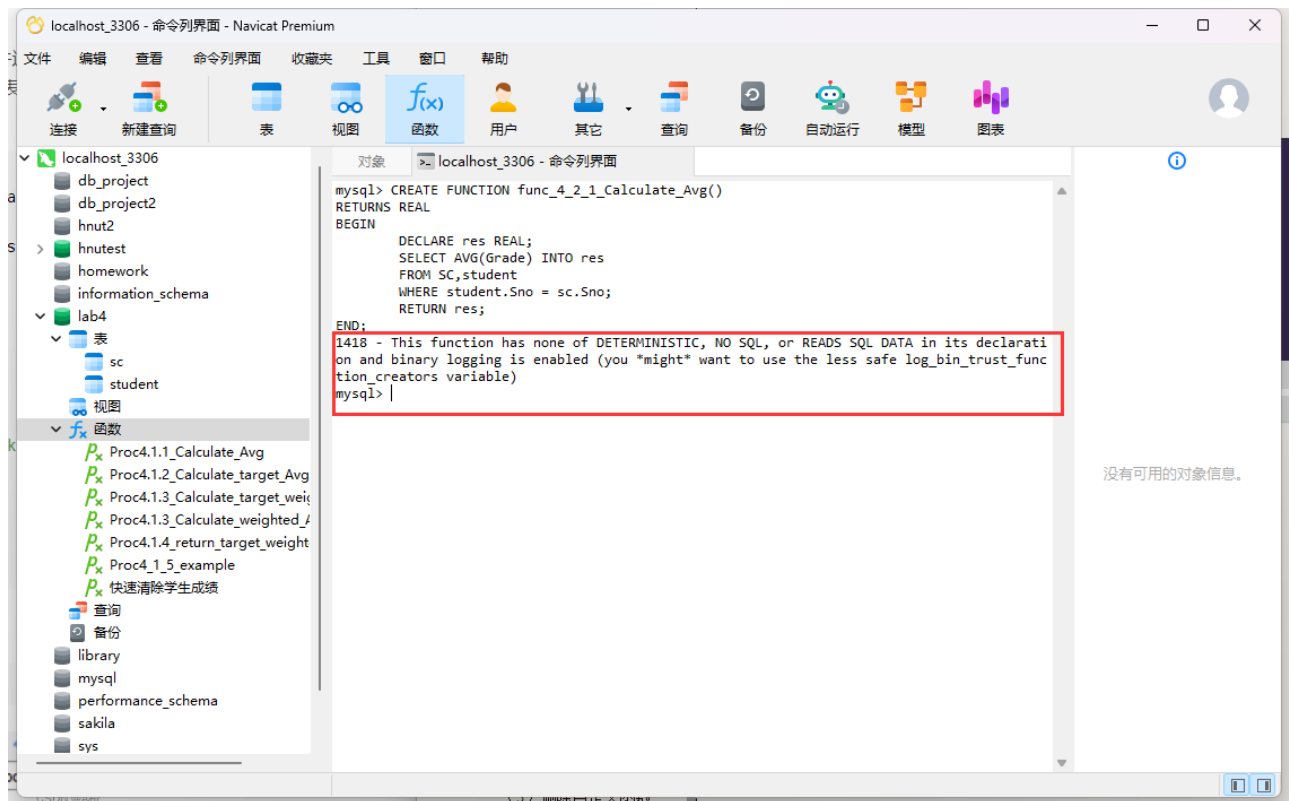 localhost_3306 - 命令列界面 - Navicat Premium
文件 编辑 查看 命令列界面 收藏夹 工具 窗口 帮助
连接 新建查询 表 视图 函数 用户 其它 查询 备份 自动运行 模型 图表
localhost_3306
db_project
db_project2
hnut2
hnutest
homework
information_schema
lab4
表
sc
student
视图
函数
Proc4.1.1_Calculate_Avg
Proc4.1.2_Calculate_target_Avg
Proc4.1.3_Calculate_target_weig
Proc4.1.3_Calculate_weighted_A
Proc4.1.4_return_target_weight
Proc4_1_5_example
快速清除学生成绩
查询
备份
library
mysql
performance_schema
sakila
sys
对象 localhost_3306 - 命令列界面
mysql> CREATE FUNCTION func_4_2_1_Calculate_Avg()
RETURNS REAL
BEGIN
DECLARE res REAL;
SELECT AVG(Grade) INTO res
FROM SC,student
WHERE student.Sno = sc.Sno;
RETURN res;
END;
1418 - This function has none of DETERMINISTIC, NO SQL, or READS SQL DATA in its declarati
on and binary logging is enabled (you *might* want to use the less safe log_bin_trust_func
tion_creators variable)
mysql>
没有可用的对象信息。